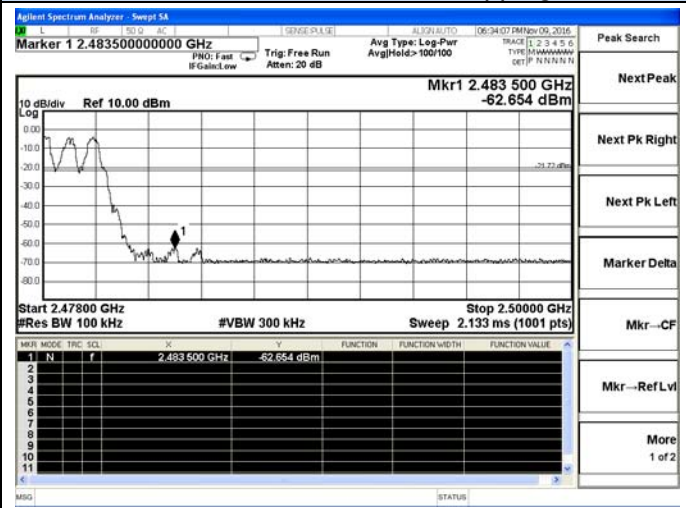 Agilent Spectrum Analyzer - Swept SA
L RF 50 Ω AC SENSE:PULSE ALIGNAUTO 06:34:07 PM Nov 09, 2016
Marker 1 2.483500000000 GHz
PNO: Fast
IFGain:Low
Trig: Free Run
Atten: 20 dB
Avg Type: Log-Pwr
Avg|Hold:>100/100
TRACE 1 2 3 4 5 6
TYPE MWWWWW
DET P N N N N N
Peak Search
Next Peak
Next Pk Right
Next Pk Left
Marker Delta
Mkr→CF
Mkr→Ref Lvl
More
1 of 2
Mkr1 2.483 500 GHz
-62.654 dBm
10 dB/div Ref 10.00 dBm
Log
0.00
-10.0
-20.0
-30.0
-40.0
-50.0
-60.0
-70.0
-80.0
-21.77 dBm
1
Start 2.47800 GHz Stop 2.50000 GHz
#Res BW 100 kHz #VBW 300 kHz Sweep 2.133 ms (1001 pts)
MKR MODE TRC SCL X Y FUNCTION FUNCTION WIDTH FUNCTION VALUE
1 N f 2.483 500 GHz -62.654 dBm
2
3
4
5
6
7
8
9
10
11
MSG STATUS